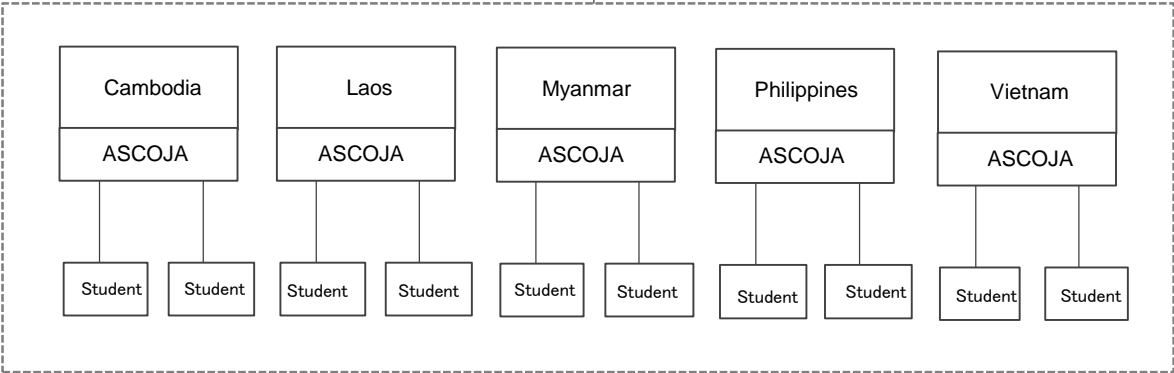 Cambodia
ASCOJA
Student
Student
Laos
ASCOJA
Student
Student
Myanmar
ASCOJA
Student
Student
Philippines
ASCOJA
Student
Student
Vietnam
ASCOJA
Student
Student